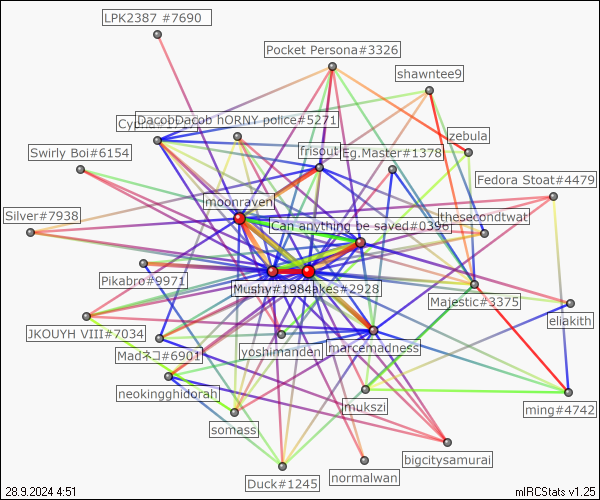 LPK2387 #7690
Pocket Persona#3326
shawntee9
DacobDacob hORNY police#5271
zebula
Swirly Boi#6154
frisout
Eg.Master#1378
Fedora Stoat#4479
moonraven
Silver#7938
Can anything be saved#0396
thesecondtwat
Pikabro#9971
Mushy#1984
akes#2928
Majestic#3375
eliakith
JKOUYH VIII#7034
Madネコ#6901
yoshimanden
marcemadness
neokingghidorah
mukszi
ming#4742
somass
bigcitysamurai
Duck#1245
normalwan
28.9.2024 4:51
mIRCStats v1.25